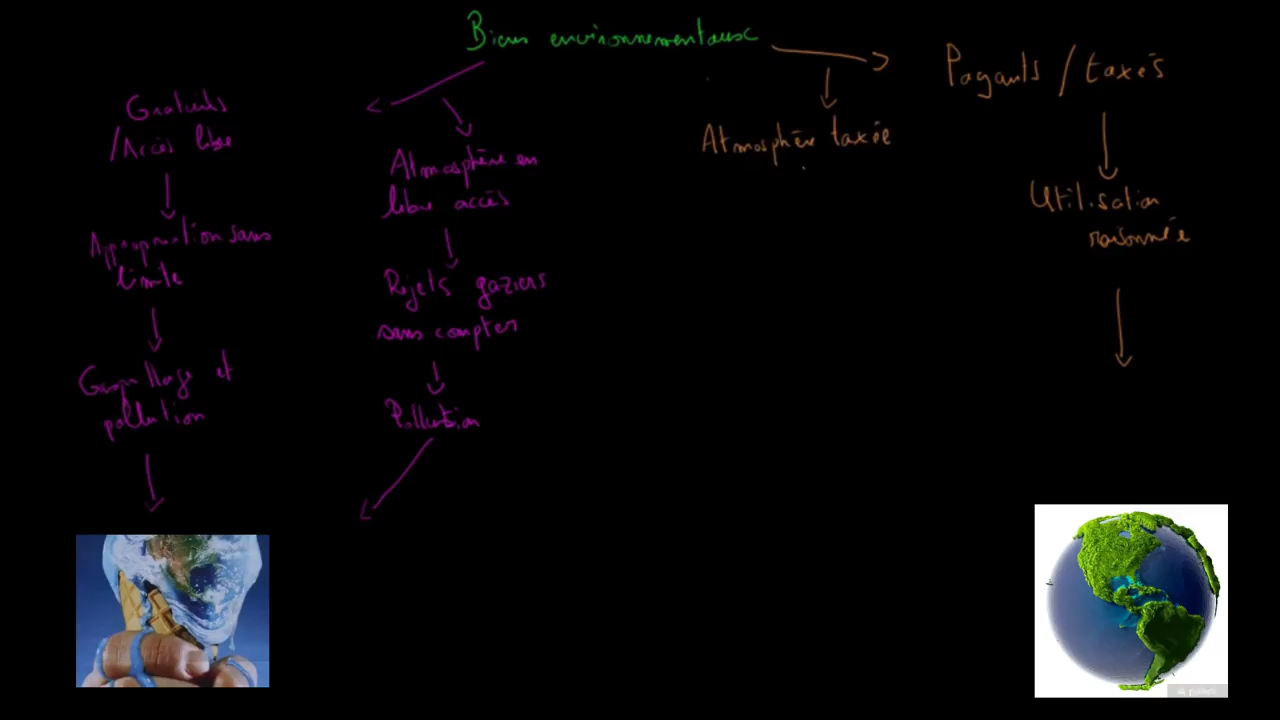 Biens environnementaux
Gratuits
/Accès libre
Appropriation sans
limite
Gaspillage et
pollution
Atmosphère en
libre accès
Rejets gaziers
sans compter
Pollution
Atmosphère taxée
Payants / taxés
Utilisation
raisonnée